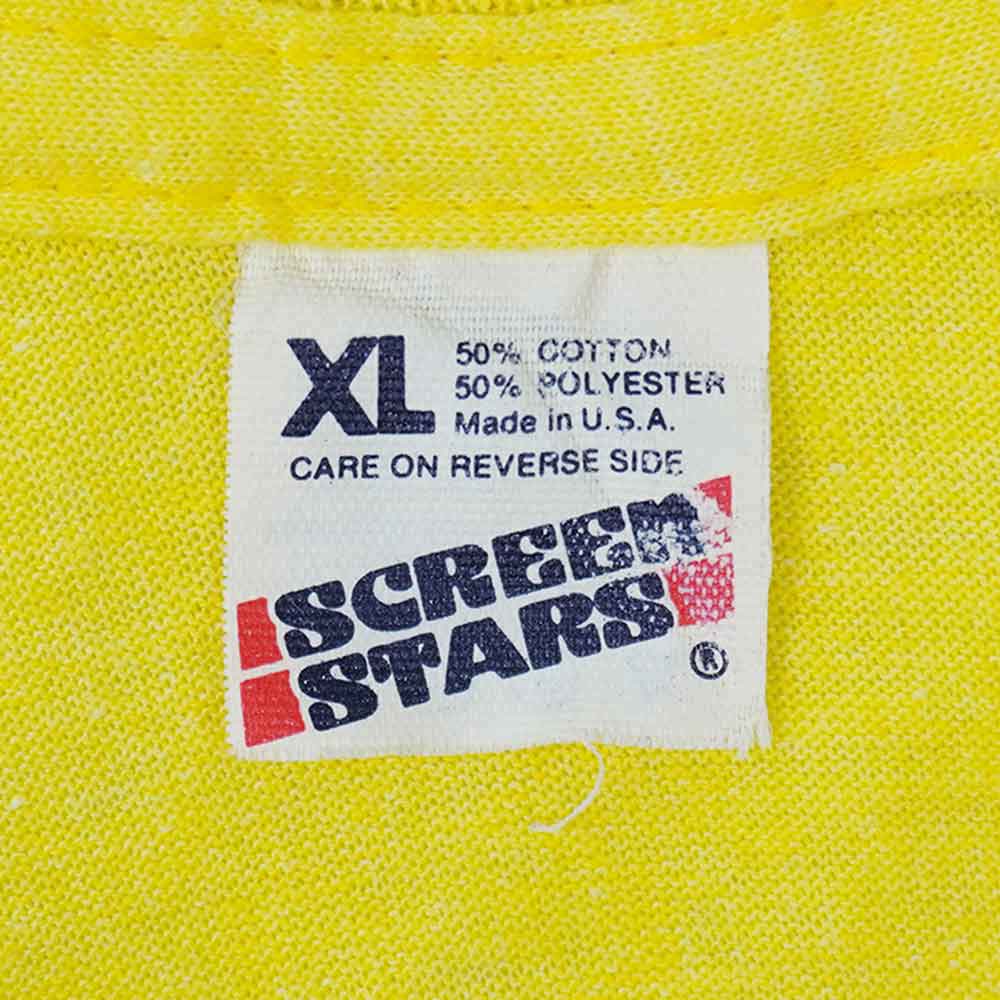 XL
50% COTTON
50% POLYESTER
Made in U.S.A.
CARE ON REVERSE SIDE
SCREEN
STARS
®